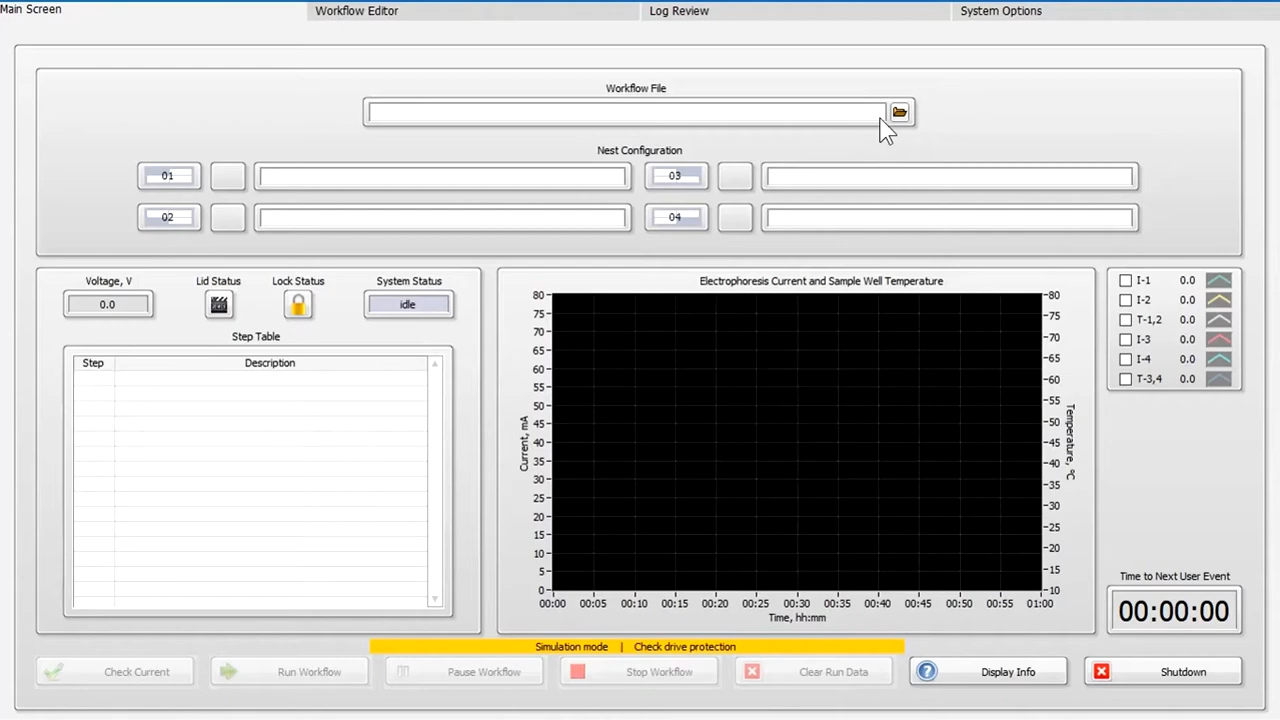 Main Screen
Workflow Editor
Log Review
System Options
Workflow File
Nest Configuration
01
03
02
04
Voltage, V
Lid Status
Lock Status
System Status
0.0
idle
Step Table
Step
Description
Electrophoresis Current and Sample Well Temperature
80
75
70
65
60
55
50
45
40
35
30
25
20
15
10
5
0
Current, mA
80
75
70
65
60
55
50
45
40
35
30
25
20
15
10
Temperature, °C
00:00 00:05 00:10 00:15 00:20 00:25 00:30 00:35 00:40 00:45 00:50 00:55 01:00
Time, hh:mm
I-1 0.0
I-2 0.0
T-1,2 0.0
I-3 0.0
I-4 0.0
T-3,4 0.0
Time to Next User Event
00:00:00
Simulation mode | Check drive protection
Check Current
Run Workflow
Pause Workflow
Stop Workflow
Clear Run Data
Display Info
Shutdown